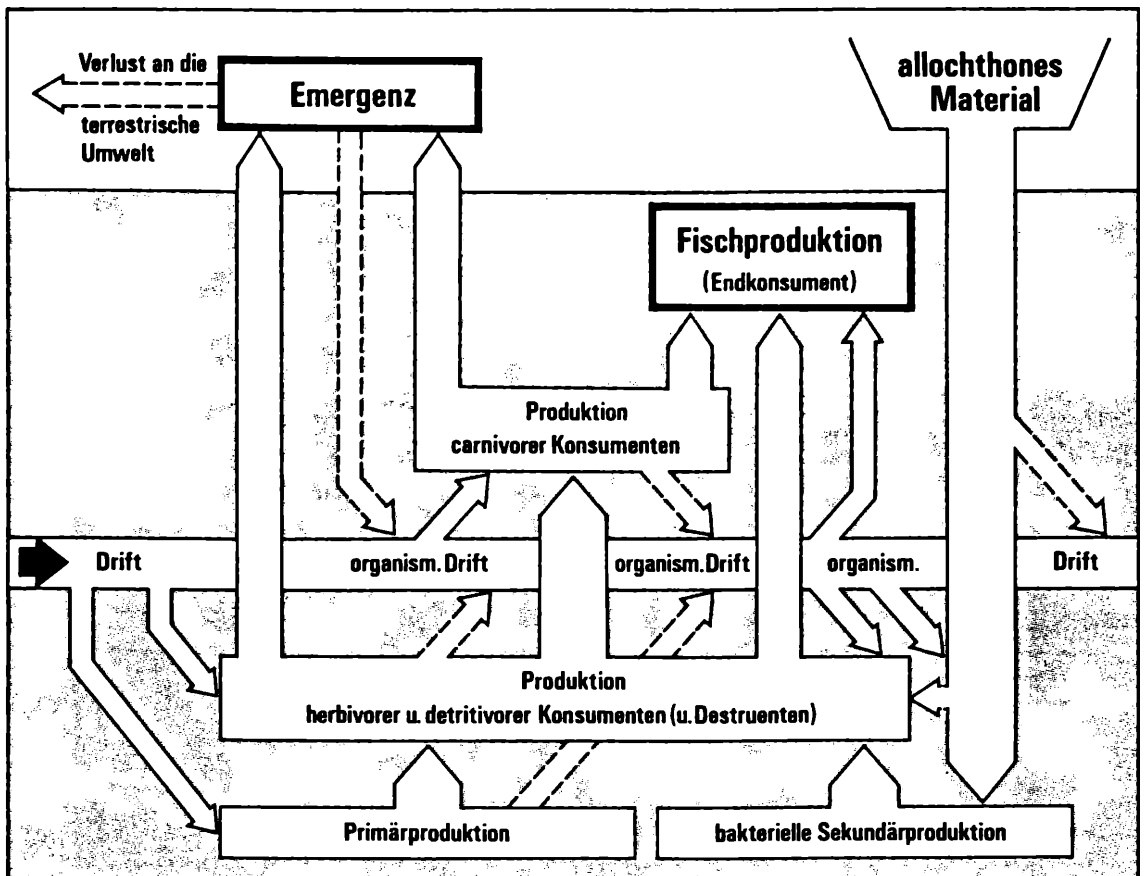 Verlust an die
terrestrische
Umwelt
Emergenz
allochthones
Material
Fischproduktion
(Endkonsument)
Produktion
carnivorer Konsumenten
Drift
organism. Drift
organism. Drift
organism.
Drift
Produktion
herbivorer u. detritivorer Konsumenten (u. Destruenten)
Primärproduktion
bakterielle Sekundärproduktion